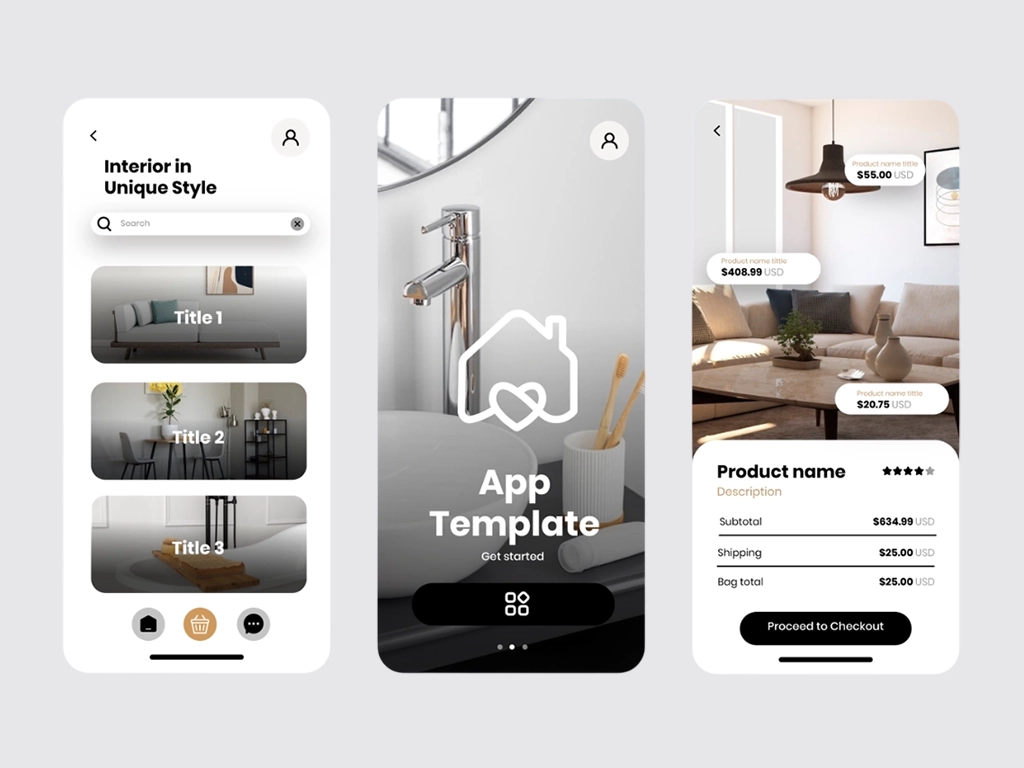 Interior in
Unique Style
Search
Title 1
Title 2
Title 3
App
Template
Get started
Product name tittle
$55.00 USD
Product name tittle
$408.99 USD
Product name tittle
$20.75 USD
Product name
Description
Subtotal $634.99 USD
Shipping $25.00 USD
Bag total $25.00 USD
Proceed to Checkout